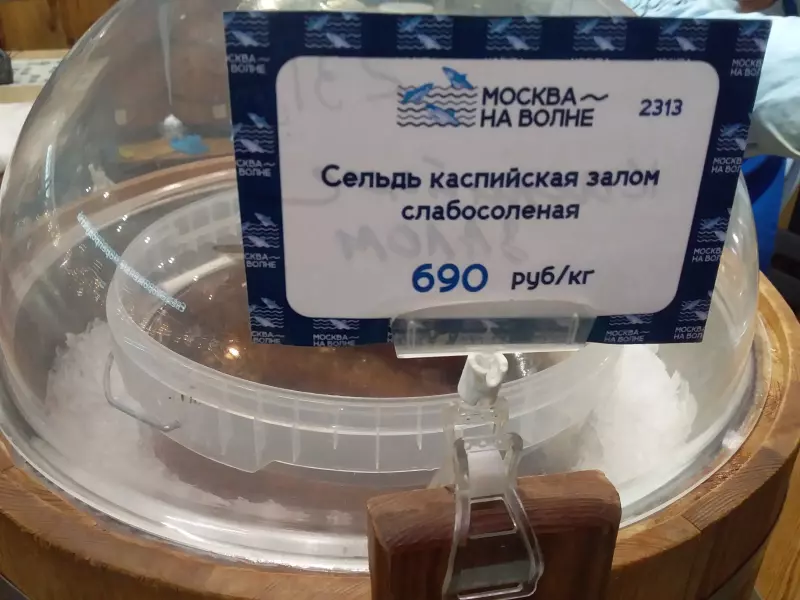 МОСКВА~
НА ВОЛНЕ
2313
Сельдь каспийская залом
слабосоленая
690 руб/кг